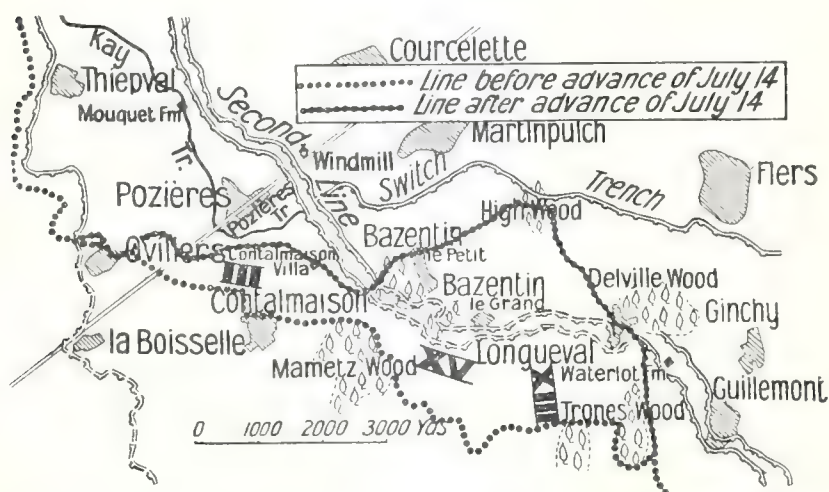 Courcelette
Line before advance of July 14
Line after advance of July 14
Kay
Tr.
Thiepval
Mouquet Fm
Second
Line
Windmill
Martinpuich
Switch
Trench
Flers
Pozières
Pozières
Tr
High Wood
Ovillers
Contalmaison
Villa
III
Bazentin
le Petit
Bazentin
le Grand
Delville Wood
Ginchy
Contalmaison
la Boisselle
Mametz Wood
XV
Longueval
Waterlot Fm.
Guillemont
XIII
Trones Wood
0 1000 2000 3000 Yds